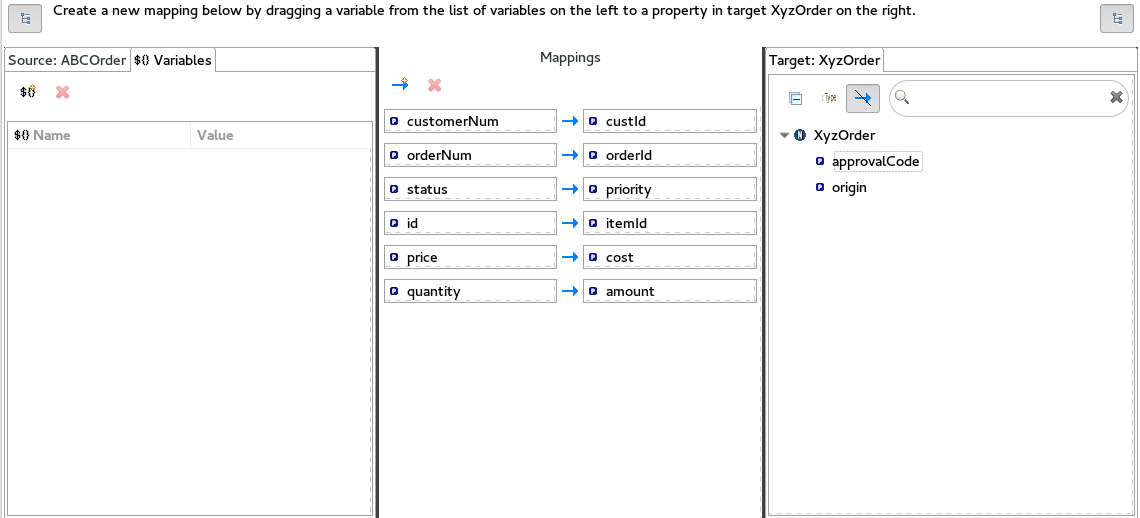 Create a new mapping below by dragging a variable from the list of variables on the left to a property in target XyzOrder on the right.
Source: ABCOrder
${} Variables
${}
${} Name
Value
Mappings
customerNum
custId
orderNum
orderId
status
priority
id
itemId
price
cost
quantity
amount
Target: XyzOrder
:Type
XyzOrder
approvalCode
origin